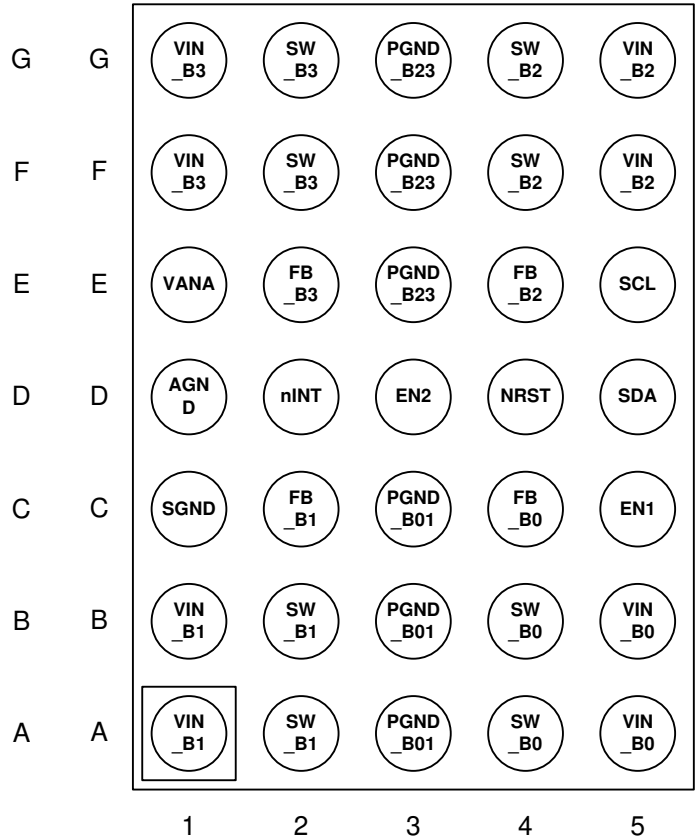 G G VIN SW PGND SW VIN
_B3 _B3 _B23 _B2 _B2
F F VIN SW PGND SW VIN
_B3 _B3 _B23 _B2 _B2
E E VANA FB PGND FB SCL
_B3 _B23 _B2
D D AGN nINT EN2 NRST SDA
D
C C SGND FB PGND FB EN1
_B1 _B01 _B0
B B VIN SW PGND SW VIN
_B1 _B1 _B01 _B0 _B0
A A VIN SW PGND SW VIN
_B1 _B1 _B01 _B0 _B0
1 2 3 4 5